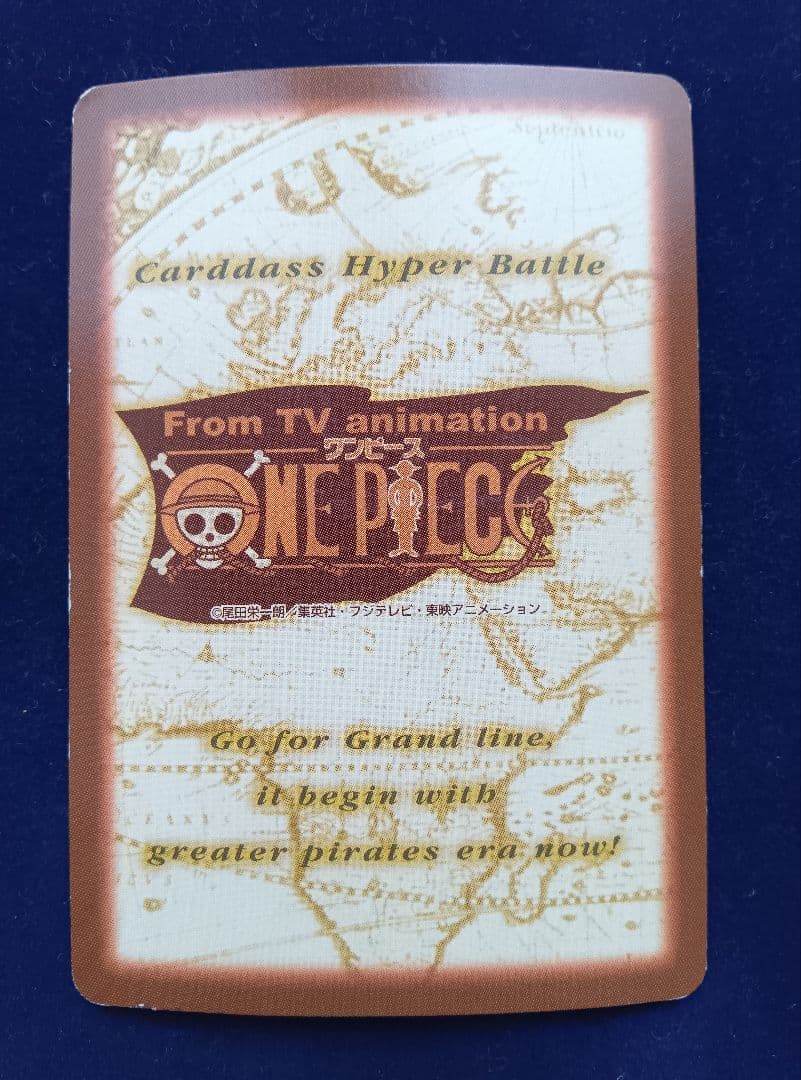 Septentrio
Carddass Hyper Battle
From TV animation
ワンピース
ONE PIECE
©尾田栄一郎／集英社・フジテレビ・東映アニメーション
Go for Grand line,
it begin with
greater pirates era now!